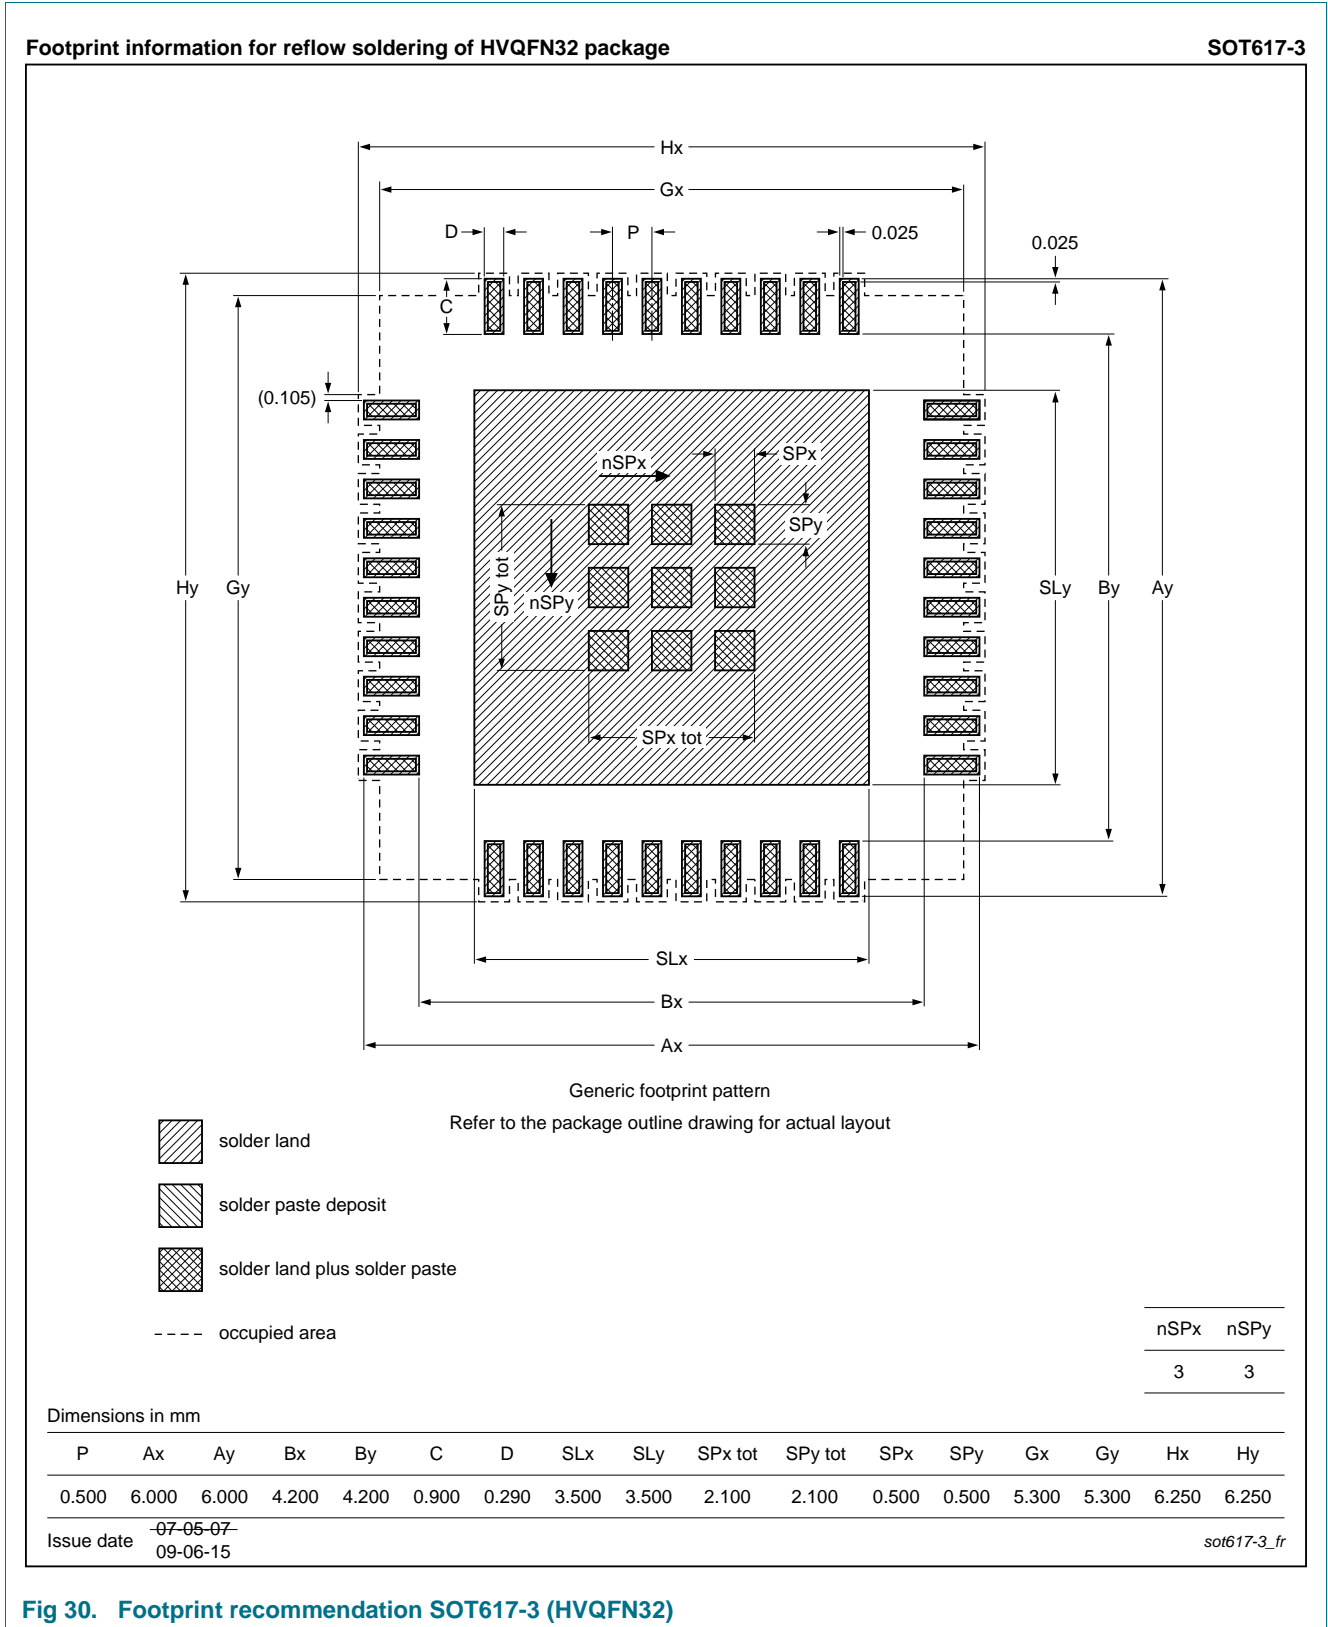 Footprint information for reflow soldering of HVQFN32 package SOT617-3
Hx
Gx
D P 0.025
0.025
C
(0.105)
SPx
nSPx
SPy
SPy tot
nSPy
Hy Gy SLy By Ay
SPx tot
SLx
Bx
Ax
Generic footprint pattern
Refer to the package outline drawing for actual layout
solder land
solder paste deposit
solder land plus solder paste
occupied area
nSPx nSPy
3 3
Dimensions in mm
P Ax Ay Bx By C D SLx SLy SPx tot SPy tot SPx SPy Gx Gy Hx Hy
0.500 6.000 6.000 4.200 4.200 0.900 0.290 3.500 3.500 2.100 2.100 0.500 0.500 5.300 5.300 6.250 6.250
Issue date 07-05-07
09-06-15
sot617-3_fr
Fig 30. Footprint recommendation SOT617-3 (HVQFN32)